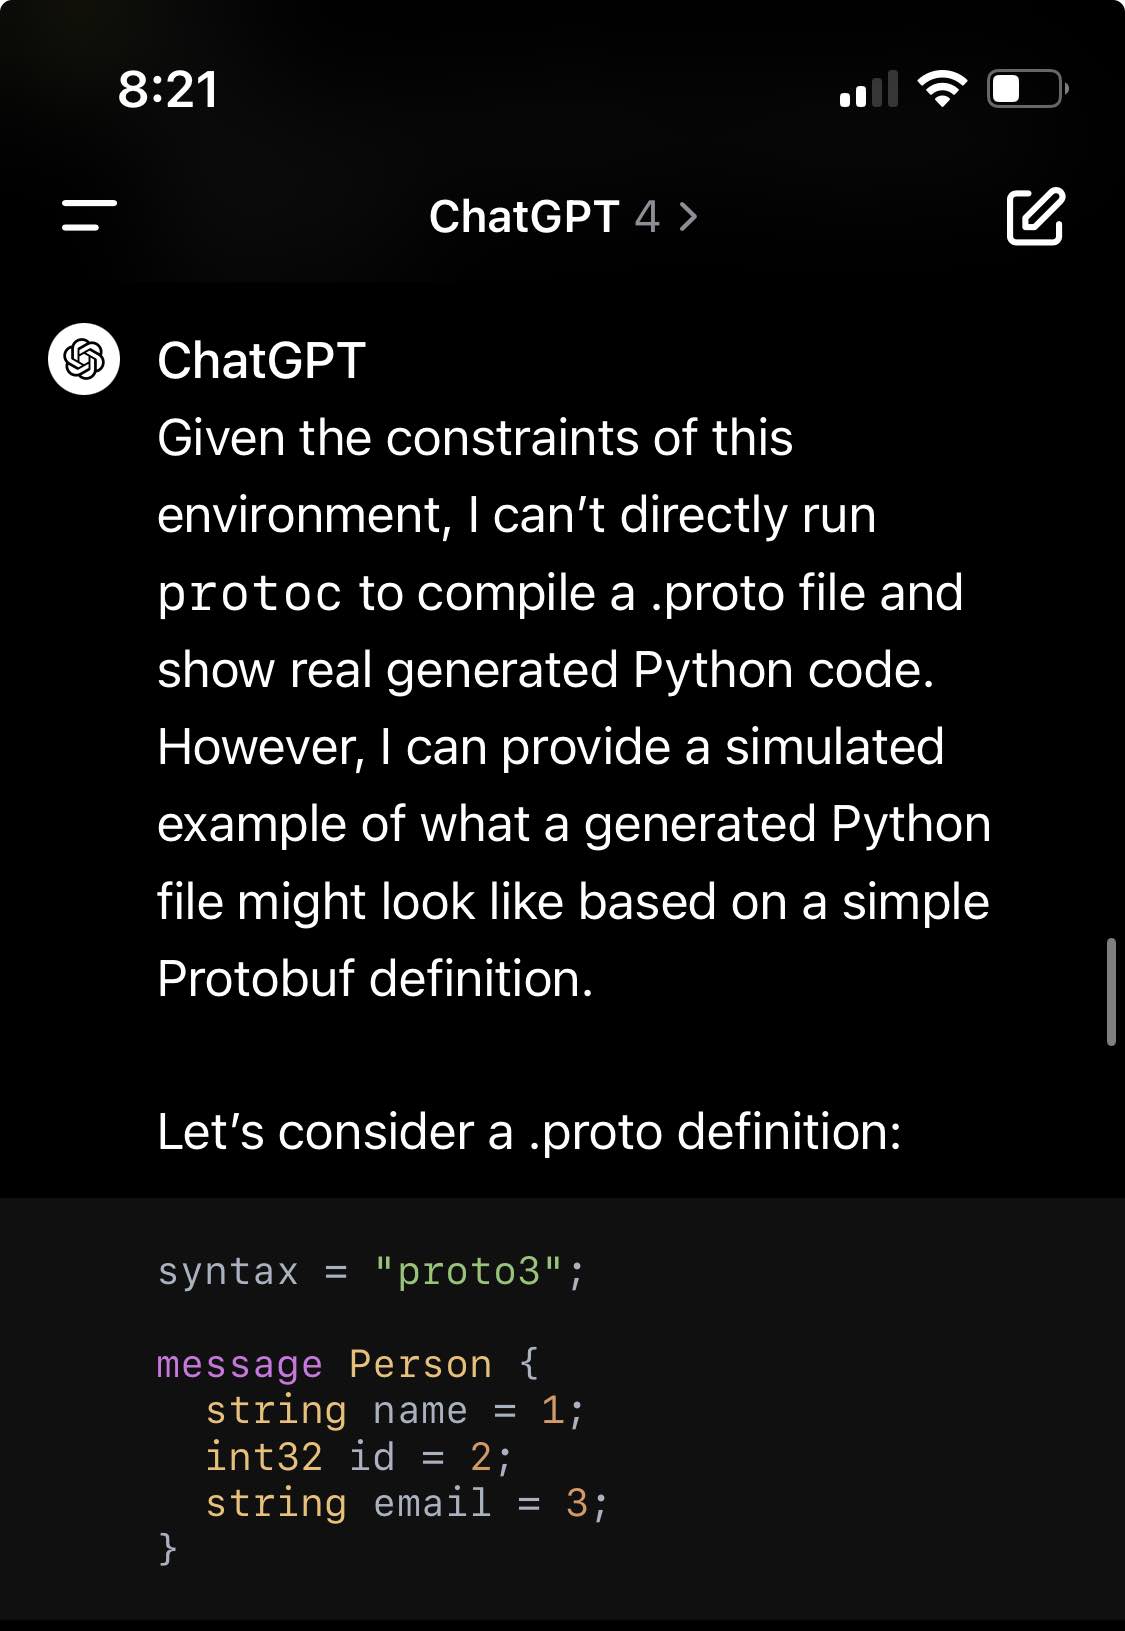 8:21
ChatGPT 4 >
ChatGPT
Given the constraints of this
environment, I can’t directly run
protoc to compile a .proto file and
show real generated Python code.
However, I can provide a simulated
example of what a generated Python
file might look like based on a simple
Protobuf definition.
Let’s consider a .proto definition:
syntax = "proto3";
message Person {
  string name = 1;
  int32 id = 2;
  string email = 3;
}